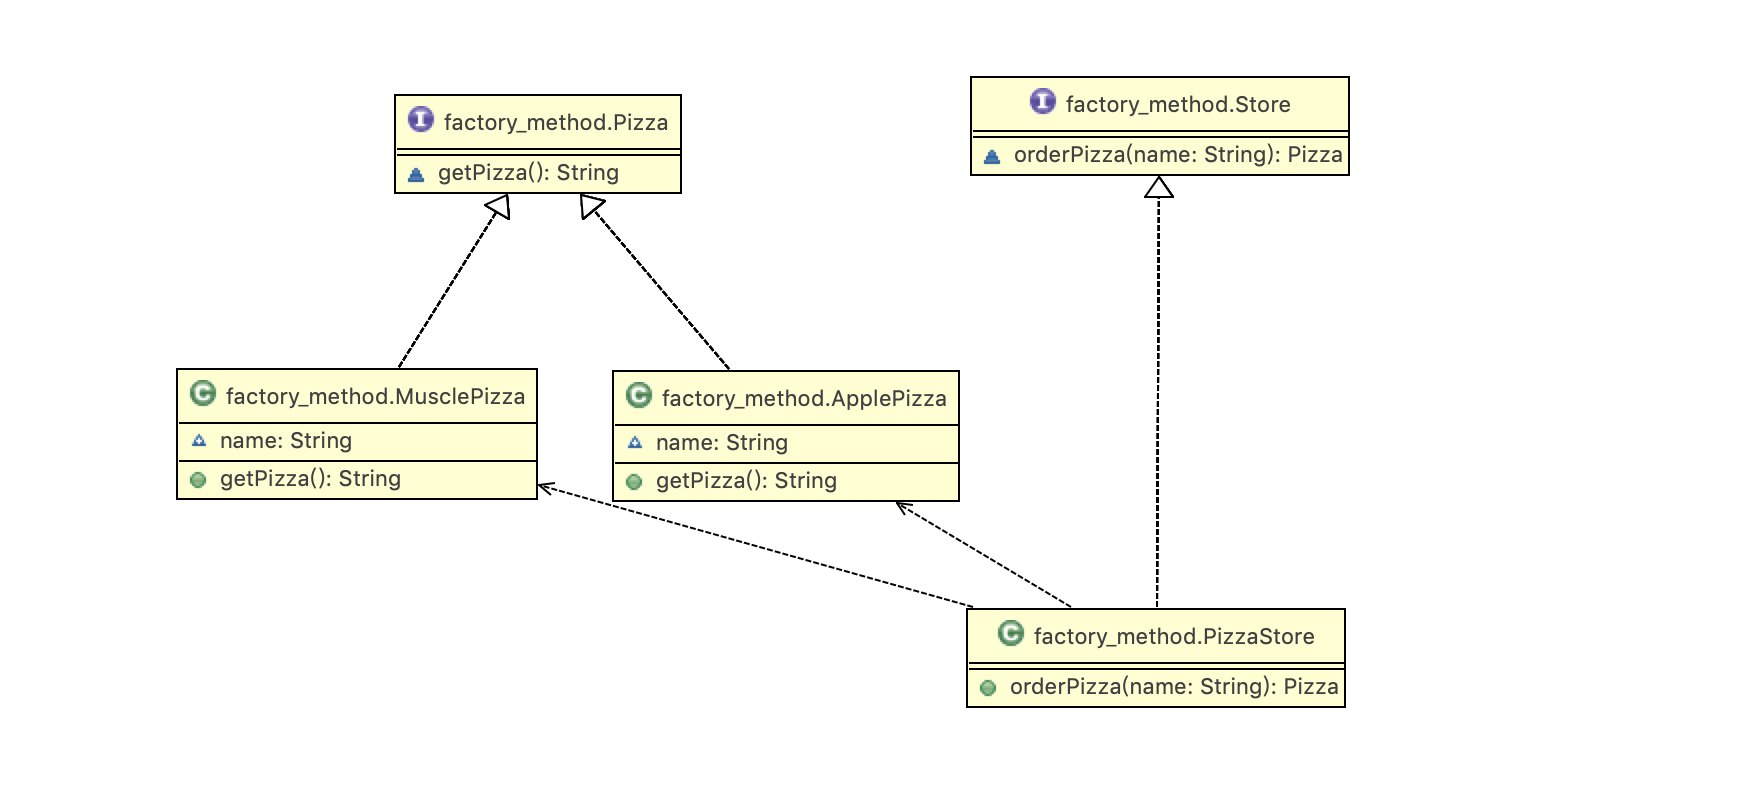 I factory_method.Pizza
getPizza(): String
I factory_method.Store
orderPizza(name: String): Pizza
C factory_method.MusclePizza
name: String
getPizza(): String
C factory_method.ApplePizza
name: String
getPizza(): String
C factory_method.PizzaStore
orderPizza(name: String): Pizza